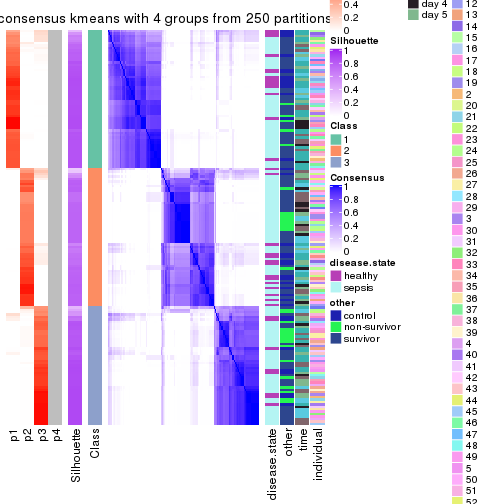 consensus kmeans with 4 groups from 250 partitions
p1
p2
p3
p4
Silhouette
Class
disease.state
other
time
individual
0.4
0.2
0
Silhouette
1
0.8
0.6
0.4
0.2
0
Class
1
2
3
Consensus
1
0.8
0.6
0.4
0.2
0
disease.state
healthy
sepsis
other
control
non-survivor
survivor
day 4
day 5
12
13
14
15
16
17
18
19
2
20
21
22
23
24
25
26
27
28
29
3
30
31
32
33
34
35
36
37
38
39
4
40
41
42
43
44
45
46
47
48
49
5
50
51
52